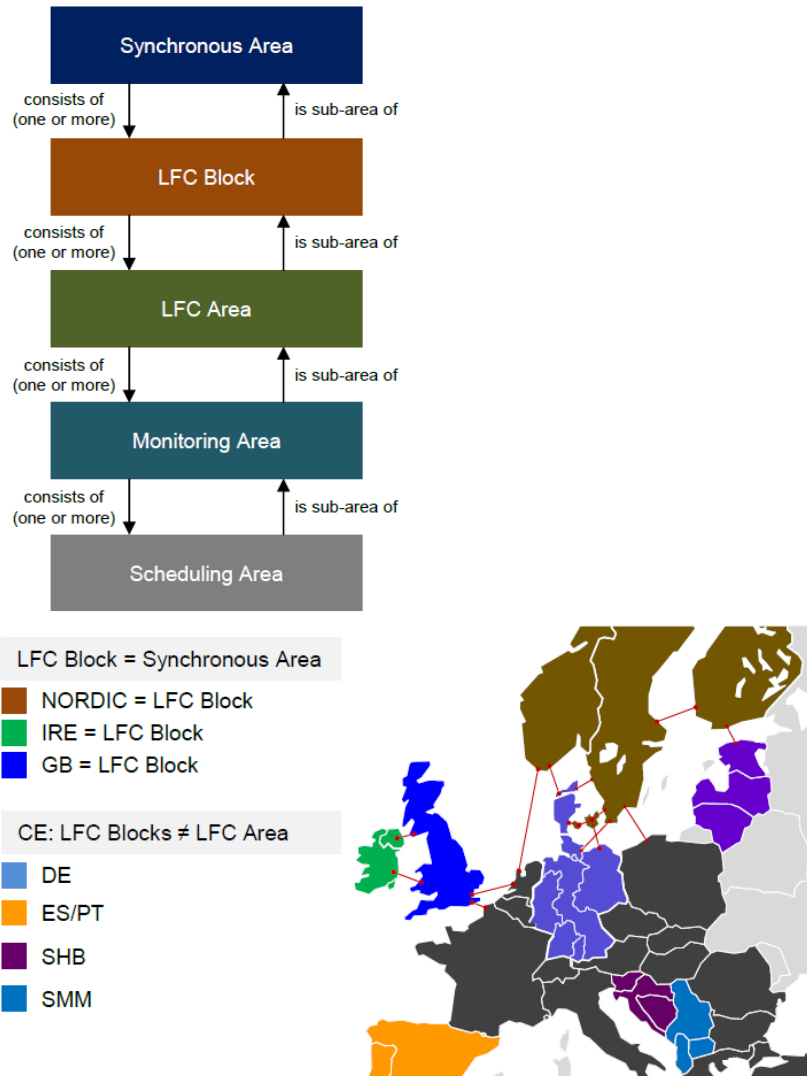 Synchronous Area
consists of
(one or more)
is sub-area of
LFC Block
consists of
(one or more)
is sub-area of
LFC Area
consists of
(one or more)
is sub-area of
Monitoring Area
consists of
(one or more)
is sub-area of
Scheduling Area
LFC Block = Synchronous Area
NORDIC = LFC Block
IRE = LFC Block
GB = LFC Block
CE: LFC Blocks ≠ LFC Area
DE
ES/PT
SHB
SMM